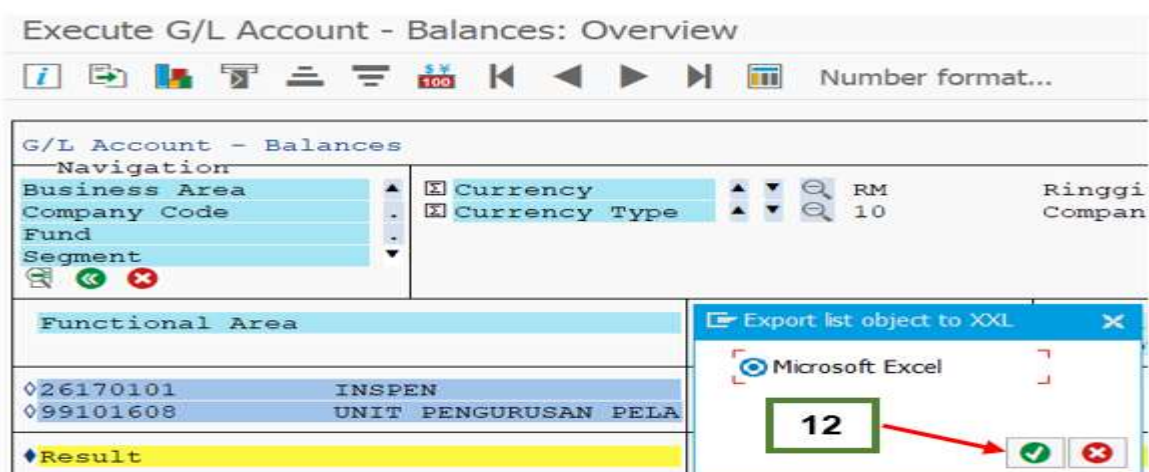 Execute G/L Account - Balances: Overview
Number format...
G/L Account - Balances
Navigation
Business Area
Company Code
Fund
Segment
Currency RM Ringgi
Currency Type 10 Compan
Functional Area
Export list object to XXL
Microsoft Excel
26170101 INSPEN
99101608 UNIT PENGURUSAN PELA
12
Result